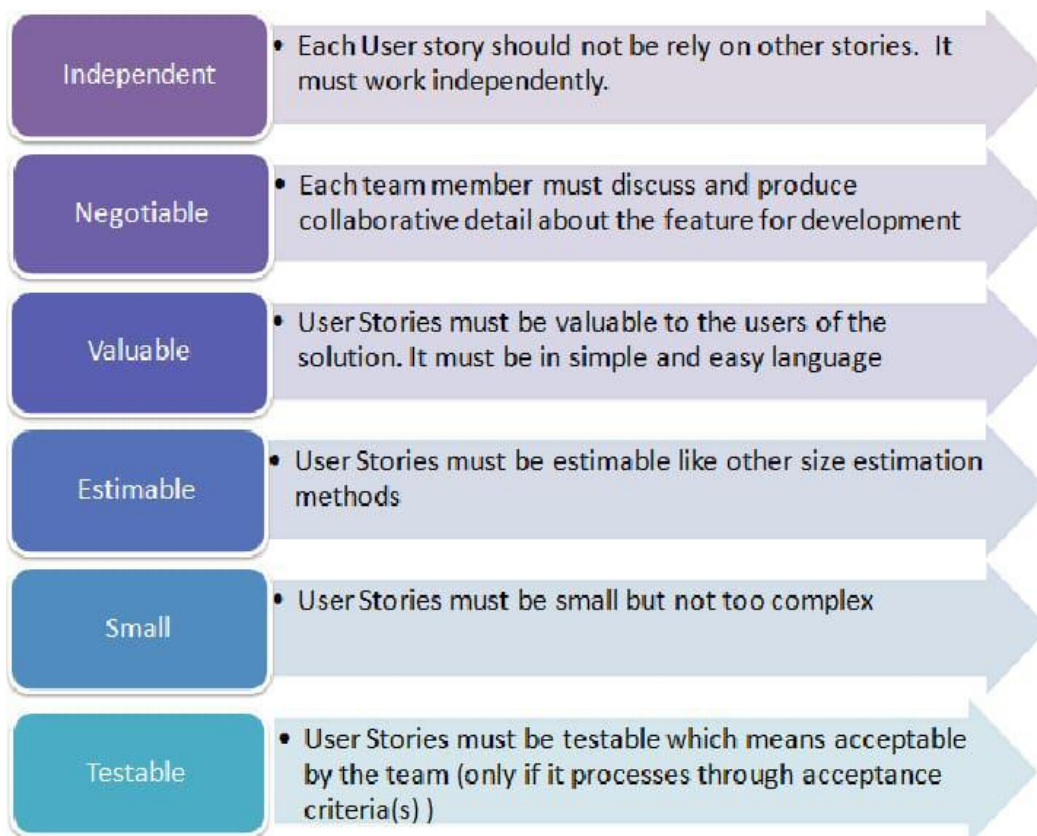 Independent
• Each User story should not be rely on other stories. It
must work independently.
Negotiable
• Each team member must discuss and produce
collaborative detail about the feature for development
Valuable
• User Stories must be valuable to the users of the
solution. It must be in simple and easy language
Estimable
• User Stories must be estimable like other size estimation
methods
Small
• User Stories must be small but not too complex
Testable
• User Stories must be testable which means acceptable
by the team (only if it processes through acceptance
criteria(s) )